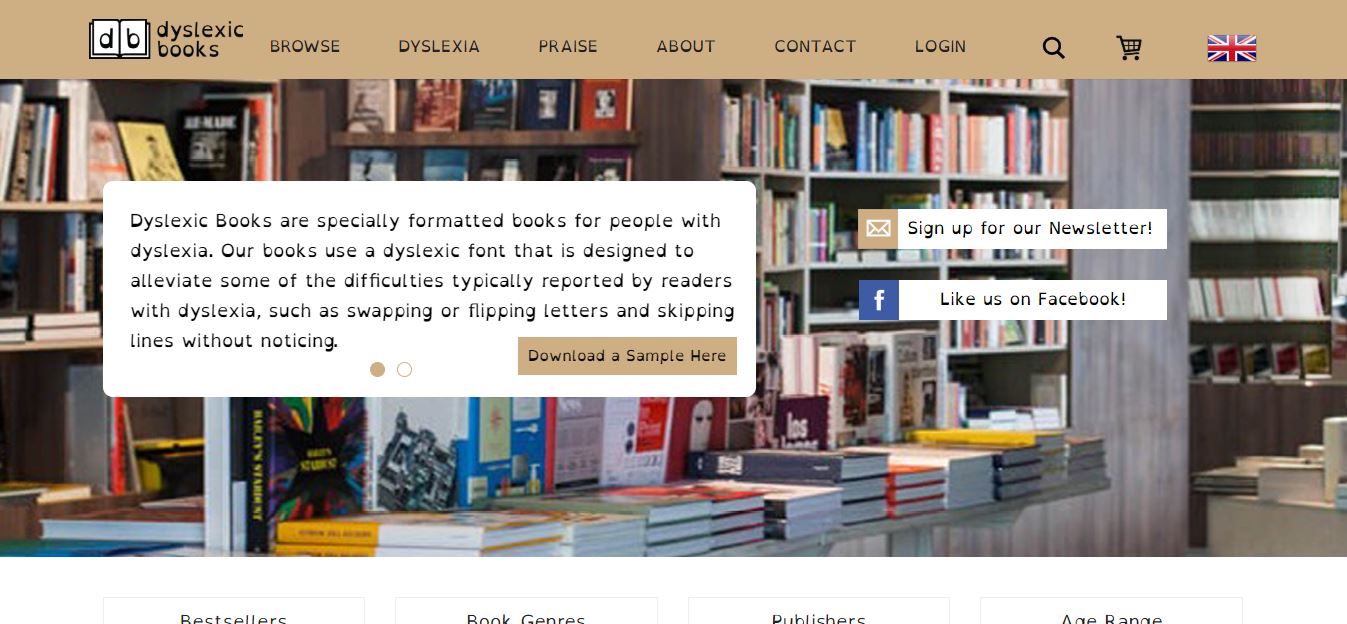 db dyslexic
books
BROWSE DYSLEXIA PRAISE ABOUT CONTACT LOGIN
Dyslexic Books are specially formatted books for people with
dyslexia. Our books use a dyslexic font that is designed to
alleviate some of the difficulties typically reported by readers
with dyslexia, such as swapping or flipping letters and skipping
lines without noticing.
Download a Sample Here
Sign up for our Newsletter!
f Like us on Facebook!
los
Bestsellers Book Genres Publishers Age Range